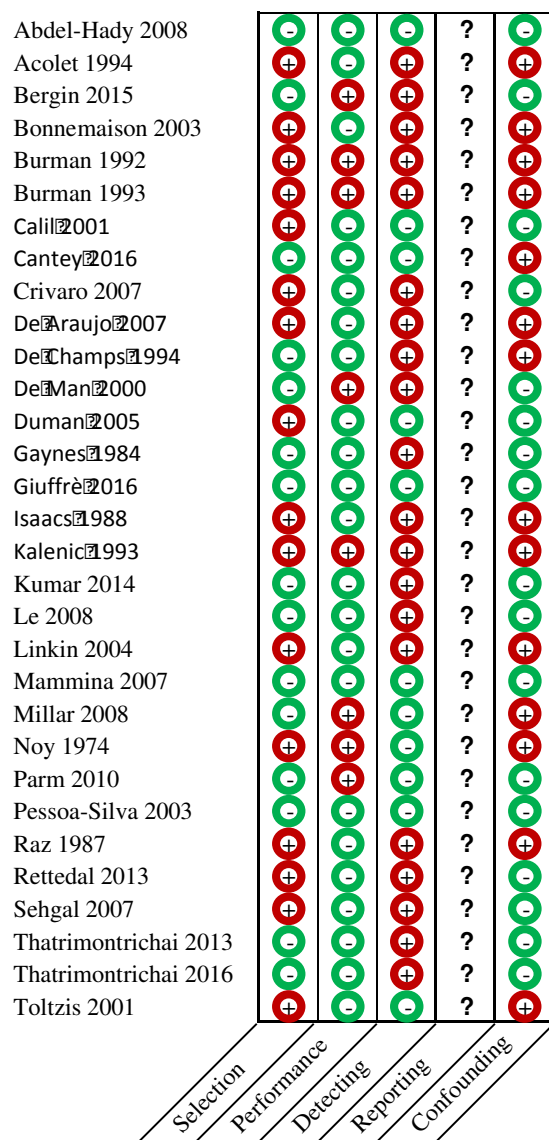 Abdel-Hady 2008 - - - ? -
Acolet 1994 + - + ? +
Bergin 2015 - + + ? -
Bonnemaison 2003 + - + ? +
Burman 1992 + + + ? +
Burman 1993 + + + ? +
Calil⍰2001 + - - ? -
Cantey⍰2016 - - - ? +
Crivaro 2007 + - + ? -
De⍰Araujo⍰2007 + - + ? +
De⍰Champs⍰1994 - - + ? +
De⍰Man⍰2000 - + + ? -
Duman⍰2005 + - - ? -
Gaynes⍰1984 - - + ? -
Giuffrè⍰2016 - - - ? -
Isaacs⍰1988 + - + ? +
Kalenic⍰1993 + + + ? +
Kumar 2014 - - + ? -
Le 2008 - - + ? -
Linkin 2004 + - + ? +
Mammina 2007 - - - ? -
Millar 2008 - + - ? +
Noy 1974 + + - ? +
Parm 2010 - + - ? -
Pessoa-Silva 2003 - - - ? -
Raz 1987 + - + ? +
Rettedal 2013 + - + ? -
Sehgal 2007 + - + ? -
Thatrimontrichai 2013 - - + ? -
Thatrimontrichai 2016 - - + ? -
Toltzis 2001 + - - ? +
Selection
Performance
Detecting
Reporting
Confounding